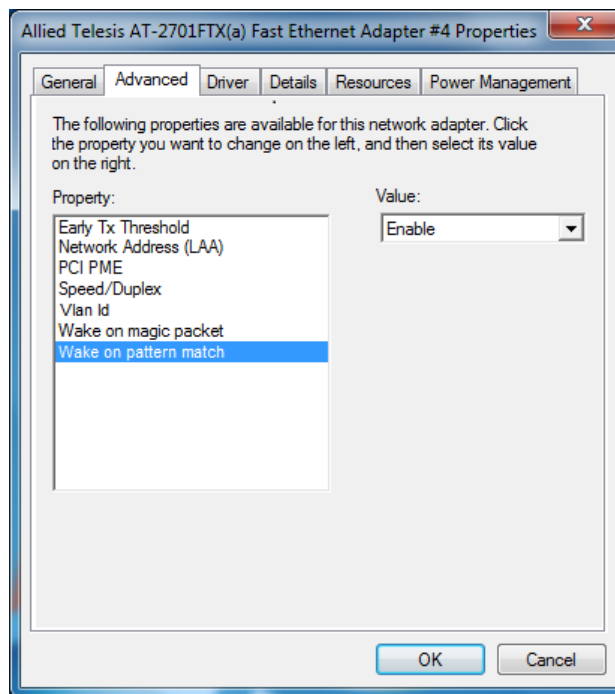 Allied Telesis AT-2701FTX(a) Fast Ethernet Adapter #4 Properties
General Advanced Driver Details Resources Power Management
The following properties are available for this network adapter. Click
the property you want to change on the left, and then select its value
on the right.
Property:
Value:
Early Tx Threshold
Network Address (LAA)
PCI PME
Speed/Duplex
Vlan Id
Wake on magic packet
Wake on pattern match
Enable
OK
Cancel